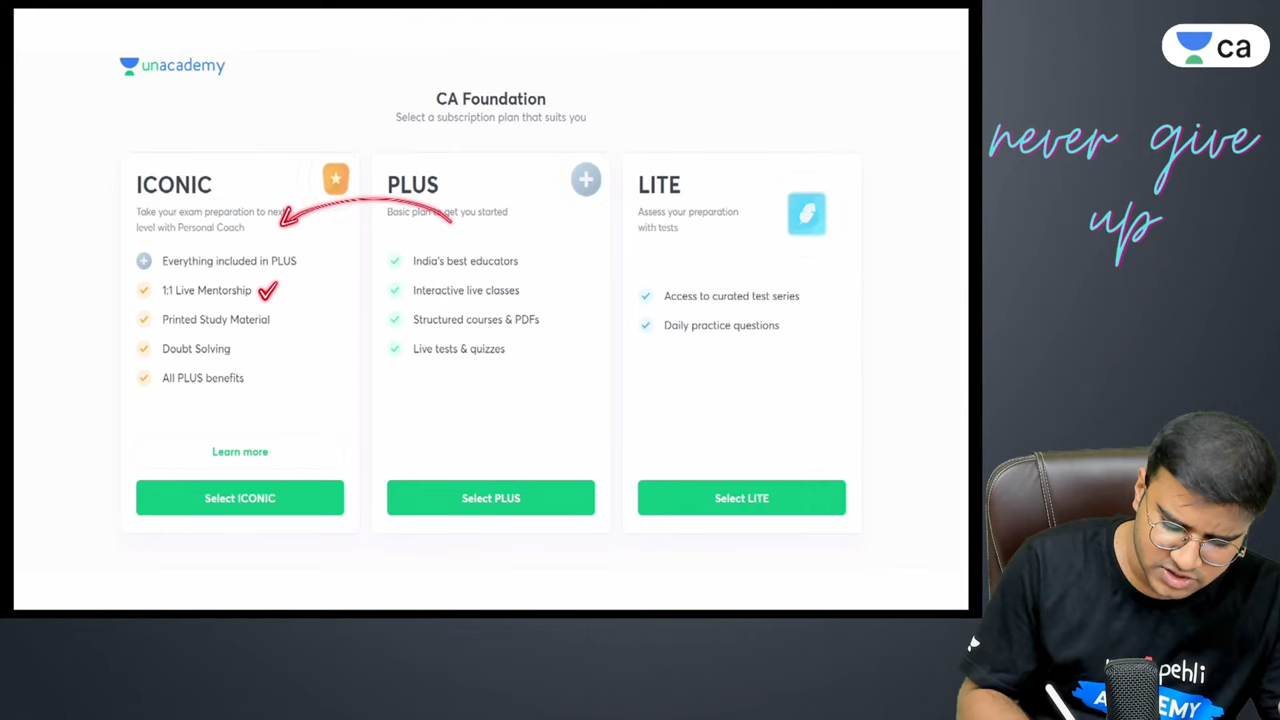 unacademy
CA Foundation
Select a subscription plan that suits you
ICONIC
Take your exam preparation to
level with Personal Coach
Everything included in PLUS
1:1 Live Mentorship
Printed Study Material
Doubt Solving
All PLUS benefits
Learn more
Select ICONIC
PLUS
Basic plan get you started
India's best educators
Interactive live classes
Structured courses & PDFs
Live tests & quizzes
Select PLUS
LITE
Assess your preparation
with tests
Access to curated test series
Daily practice questions
Select LITE
ca
never give
up
pehli